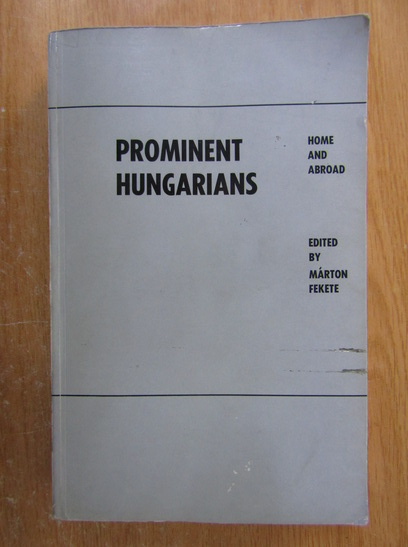 PROMINENT
HUNGARIANS
HOME
AND
ABROAD
EDITED
BY
MÁRTON
FEKETE